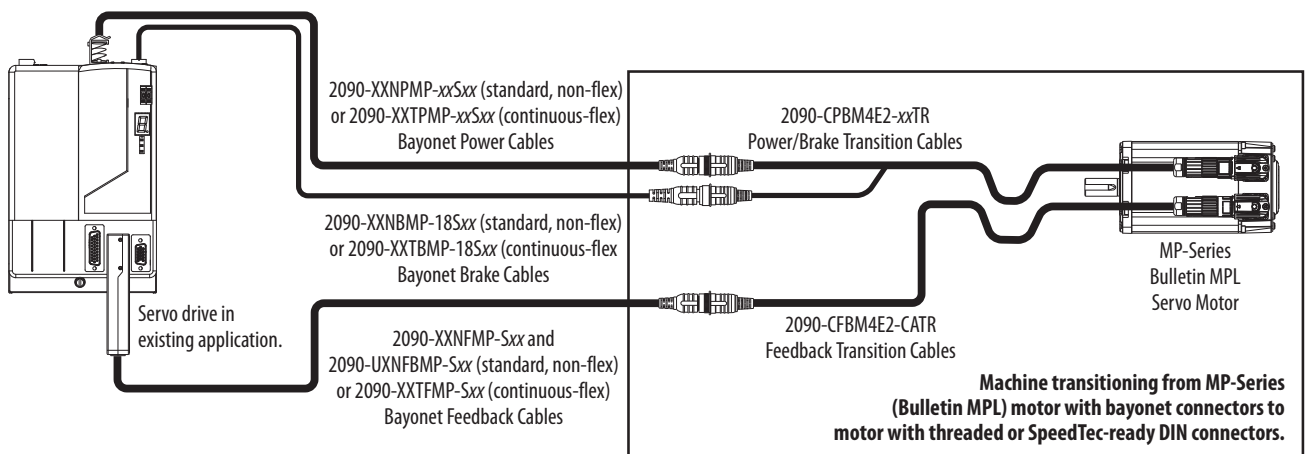 2090-XXNPMP-xxSxx (standard, non-flex)
or 2090-XXTPMP-xxSxx (continuous-flex)
Bayonet Power Cables
2090-CPBM4E2-xxTR
Power/Brake Transition Cables
2090-XXNBMP-18Sxx (standard, non-flex)
or 2090-XXTBMP-18Sxx (continuous-flex
Bayonet Brake Cables
MP-Series
Bulletin MPL
Servo Motor
Servo drive in
existing application.
2090-XXNFMP-Sxx and
2090-UXNFBMP-Sxx (standard, non-flex)
or 2090-XXTFMP-Sxx (continuous-flex)
Bayonet Feedback Cables
2090-CFBM4E2-CATR
Feedback Transition Cables
Machine transitioning from MP-Series
(Bulletin MPL) motor with bayonet connectors to
motor with threaded or SpeedTec-ready DIN connectors.